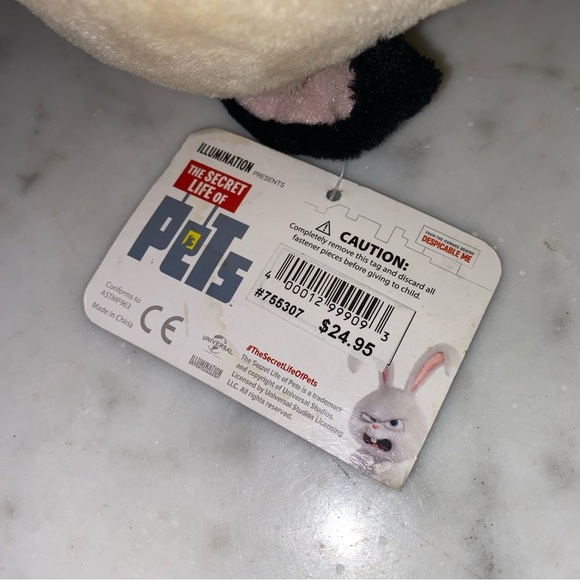 ILLUMINATION
PRESENTS
THE SECRET
LIFE OF
PETS
CAUTION:
Completely remove this tag and discard all
fastener pieces before giving to child.
FROM THE HUMANS BEHIND
DESPICABLE ME
4 00012 99909 3
#755307 $24.95
Conforms to
ASTMF963
Made in China
CE
UNIVERSAL
ILLUMINATION
#TheSecretLifeOfPets
The Secret Life of Pets is a trademark
and copyright of Universal Studios.
Licensed by Universal Studios Licensing
LLC. All rights reserved.